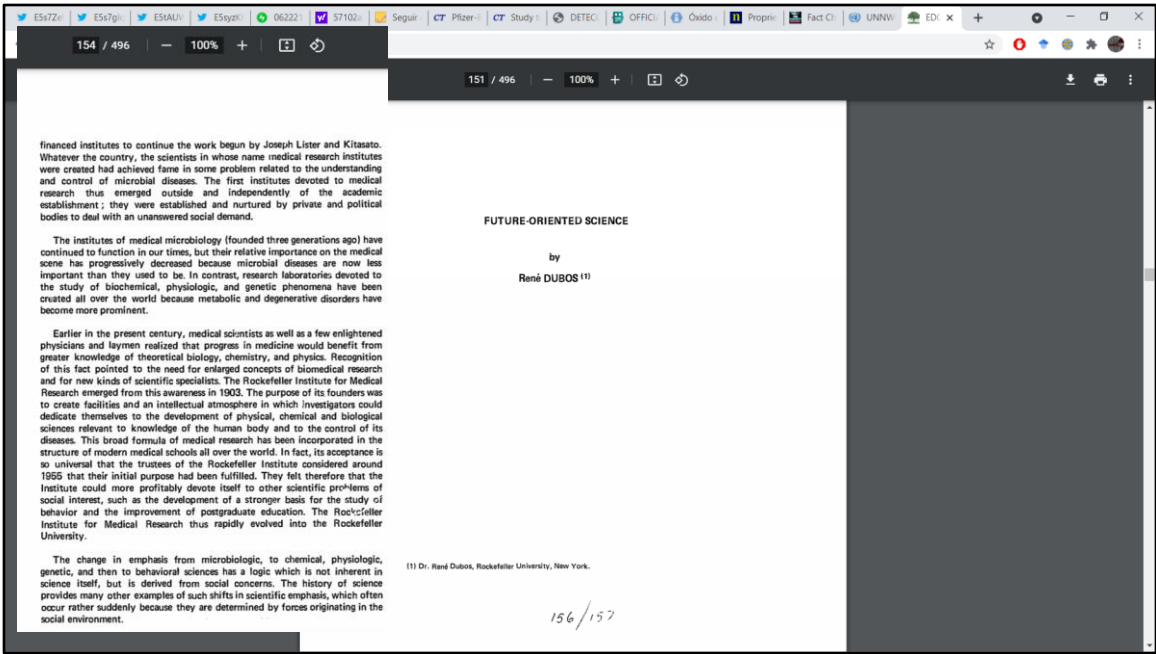 E5s7Ze
E5s7gl
E5tAUV
E5syzK
062221
57102
Seguir
Pfizer-
Study
DETEC
OFFICI
Óxido
Proprie
Fact Ch
UNNW
EDC
154 / 496
100%
151 / 496
100%
financed institutes to continue the work begun by Joseph Lister and Kitasato.
Whatever the country, the scientists in whose name medical research institutes
were created had achieved fame in some problem related to the understanding
and control of microbial diseases. The first institutes devoted to medical
research thus emerged outside and independently of the academic
establishment ; they were established and nurtured by private and political
bodies to deal with an unanswered social demand.
The institutes of medical microbiology (founded three generations ago) have
continued to function in our times, but their relative importance on the medical
scene has progressively decreased because microbial diseases are now less
important than they used to be. In contrast, research laboratories devoted to
the study of biochemical, physiologic, and genetic phenomena have been
created all over the world because metabolic and degenerative disorders have
become more prominent.
Earlier in the present century, medical scientists as well as a few enlightened
physicians and laymen realized that progress in medicine would benefit from
greater knowledge of theoretical biology, chemistry, and physics. Recognition
of this fact pointed to the need for enlarged concepts of biomedical research
and for new kinds of scientific specialists. The Rockefeller Institute for Medical
Research emerged from this awareness in 1903. The purpose of its founders was
to create facilities and an intellectual atmosphere in which investigators could
dedicate themselves to the development of physical, chemical and biological
sciences relevant to knowledge of the human body and to the control of its
diseases. This broad formula of medical research has been incorporated in the
structure of modern medical schools all over the world. In fact, its acceptance is
so universal that the trustees of the Rockefeller Institute considered around
1955 that their initial purpose had been fulfilled. They felt therefore that the
Institute could more profitably devote itself to other scientific problems of
social interest, such as the development of a stronger basis for the study of
behavior and the improvement of postgraduate education. The Rockefeller
Institute for Medical Research thus rapidly evolved into the Rockefeller
University.
The change in emphasis from microbiologic, to chemical, physiologic,
genetic, and then to behavioral sciences has a logic which is not inherent in
science itself, but is derived from social concerns. The history of science
provides many other examples of such shifts in scientific emphasis, which often
occur rather suddenly because they are determined by forces originating in the
social environment.
FUTURE-ORIENTED SCIENCE
by
René DUBOS (1)
(1) Dr. René Dubos, Rockefeller University, New York.
156/157